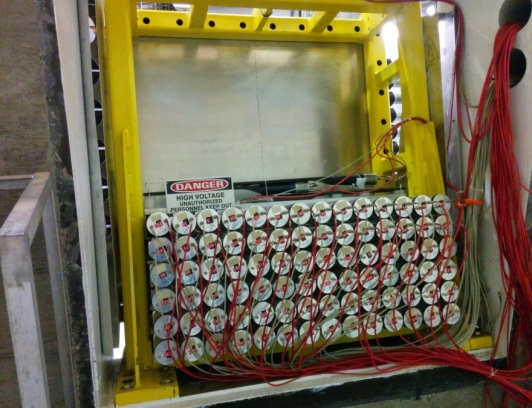 DANGER
HIGH VOLTAGE
UNAUTHORIZED
PERSONNEL KEEP OUT